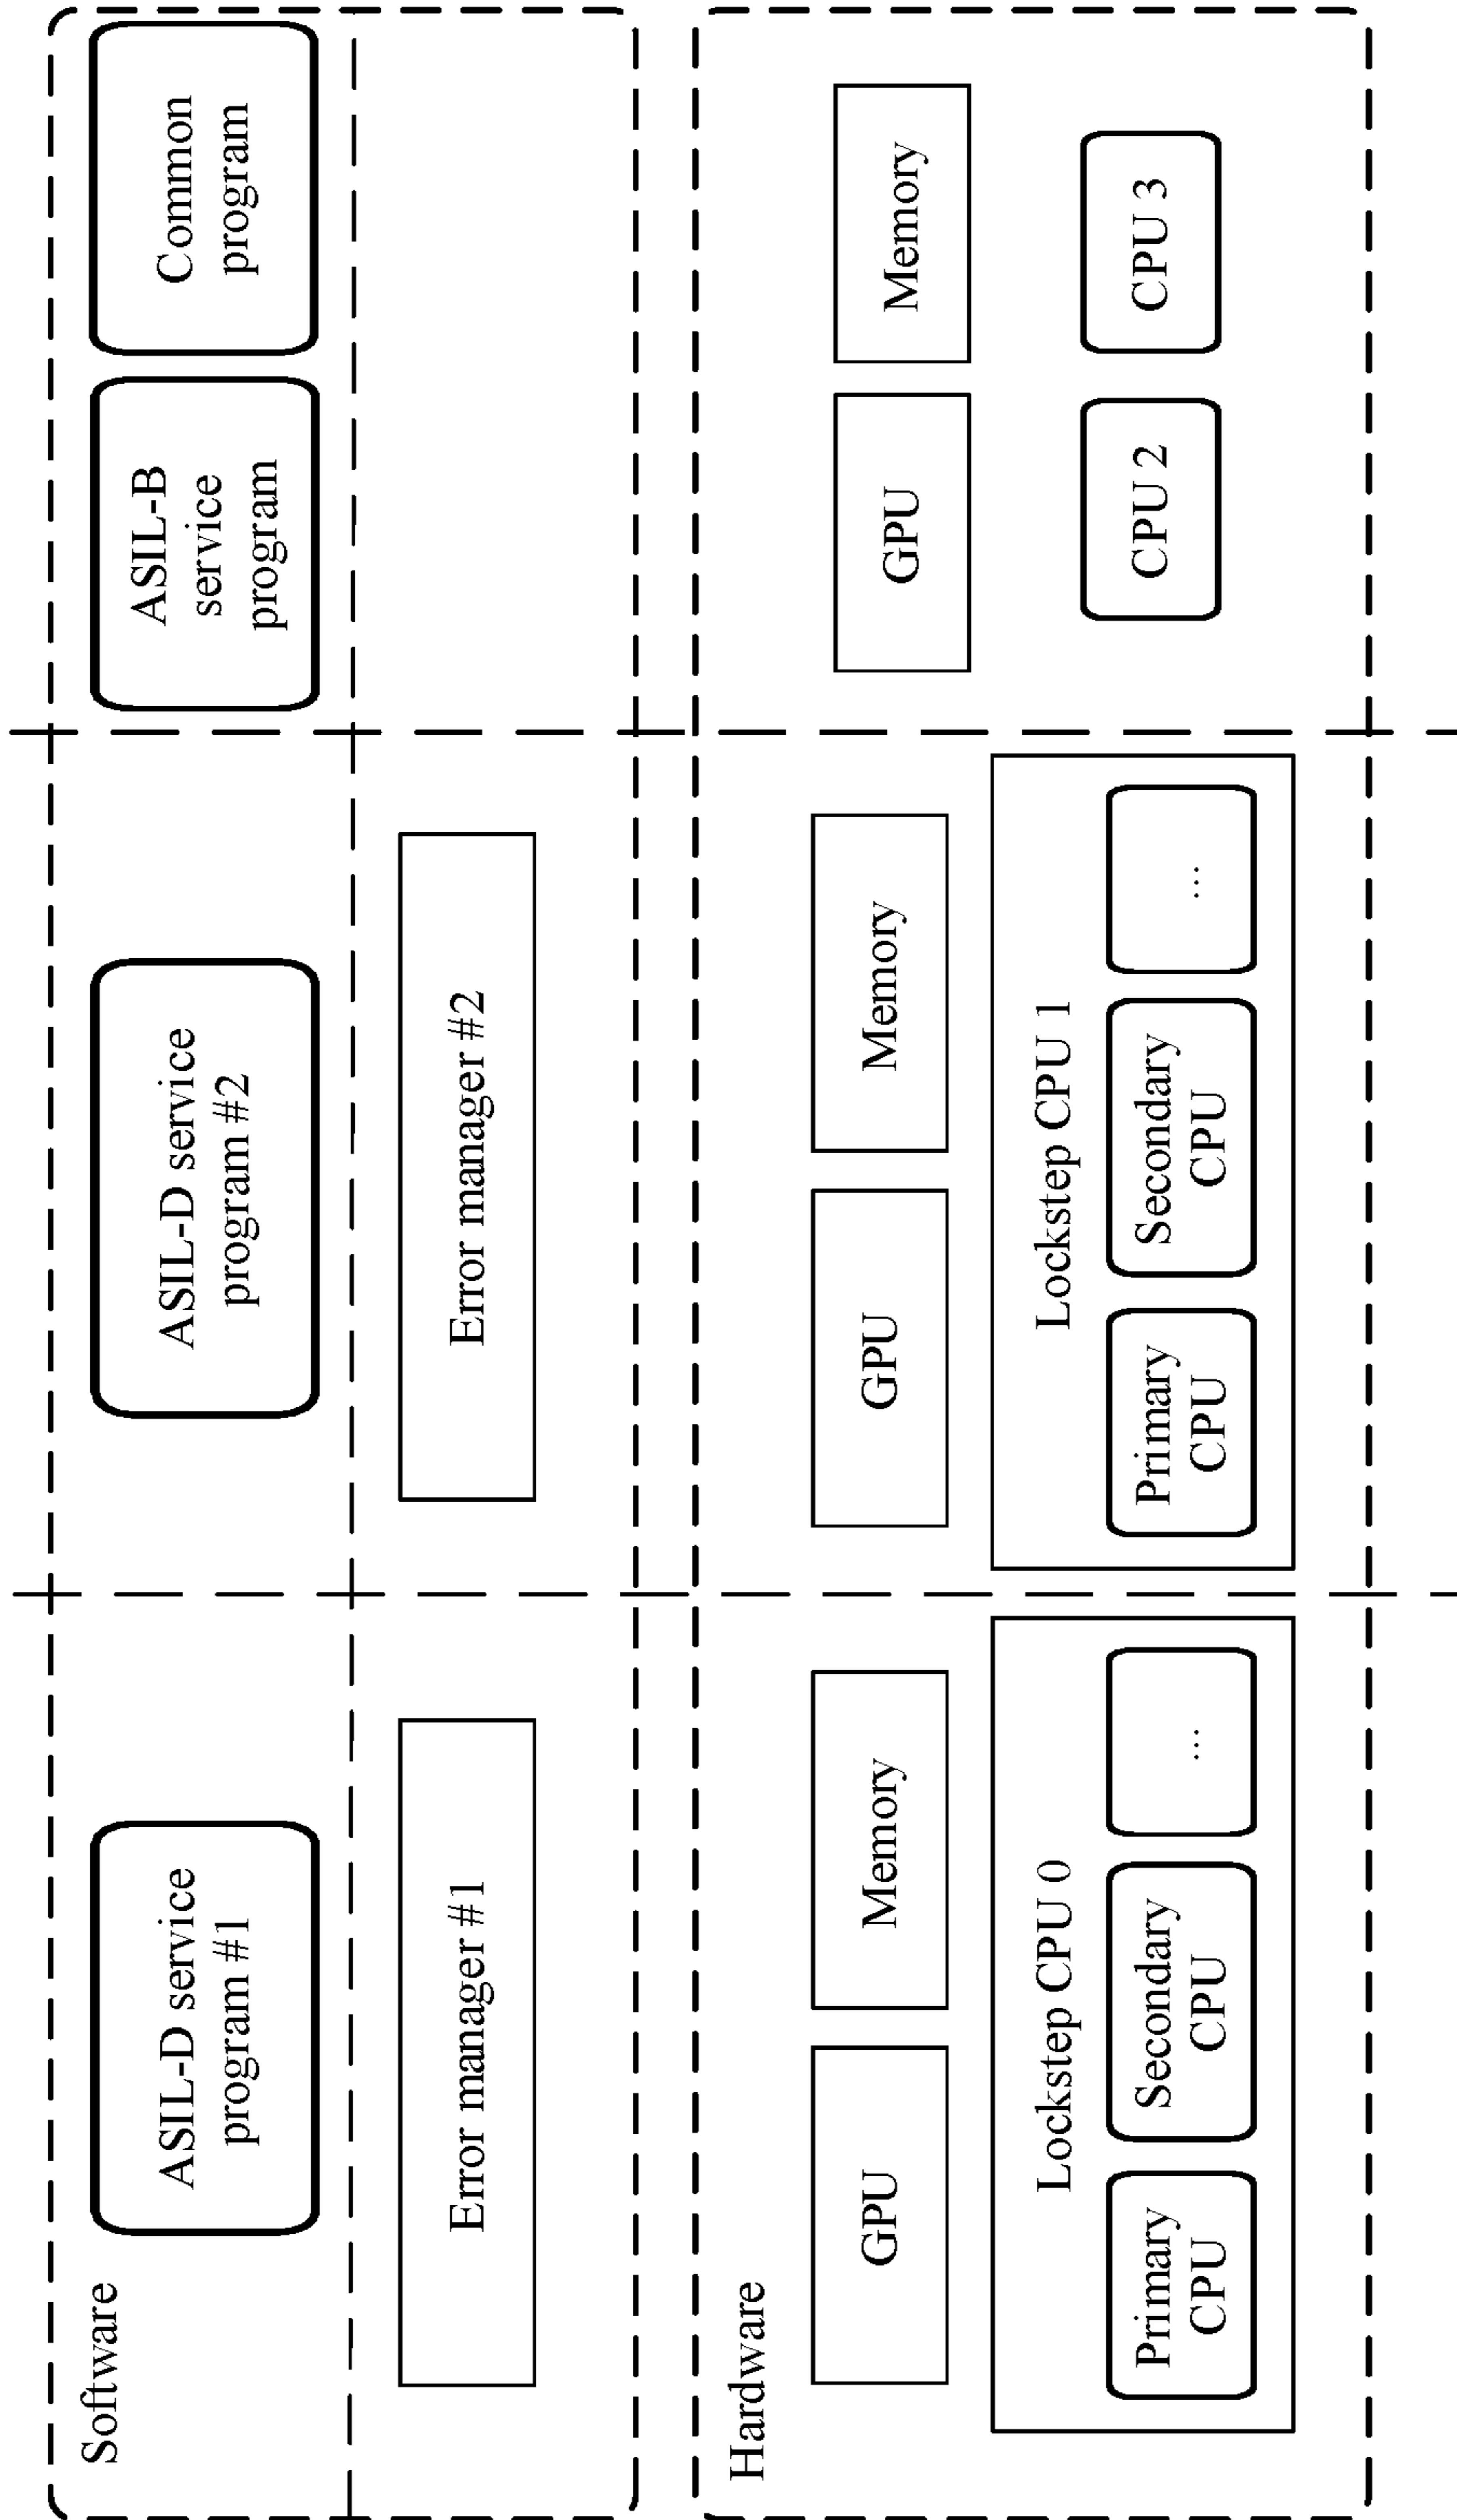 Software
ASIL-D service
program #1
ASIL-D service
program #2
ASIL-B
service
program
Common
program
Error manager #1
Error manager #2
Hardware
GPU
Memory
GPU
Memory
GPU
Memory
Lockstep CPU 0
Primary
CPU
Secondary
CPU
...
Lockstep CPU 1
Primary
CPU
Secondary
CPU
...
CPU 2
CPU 3